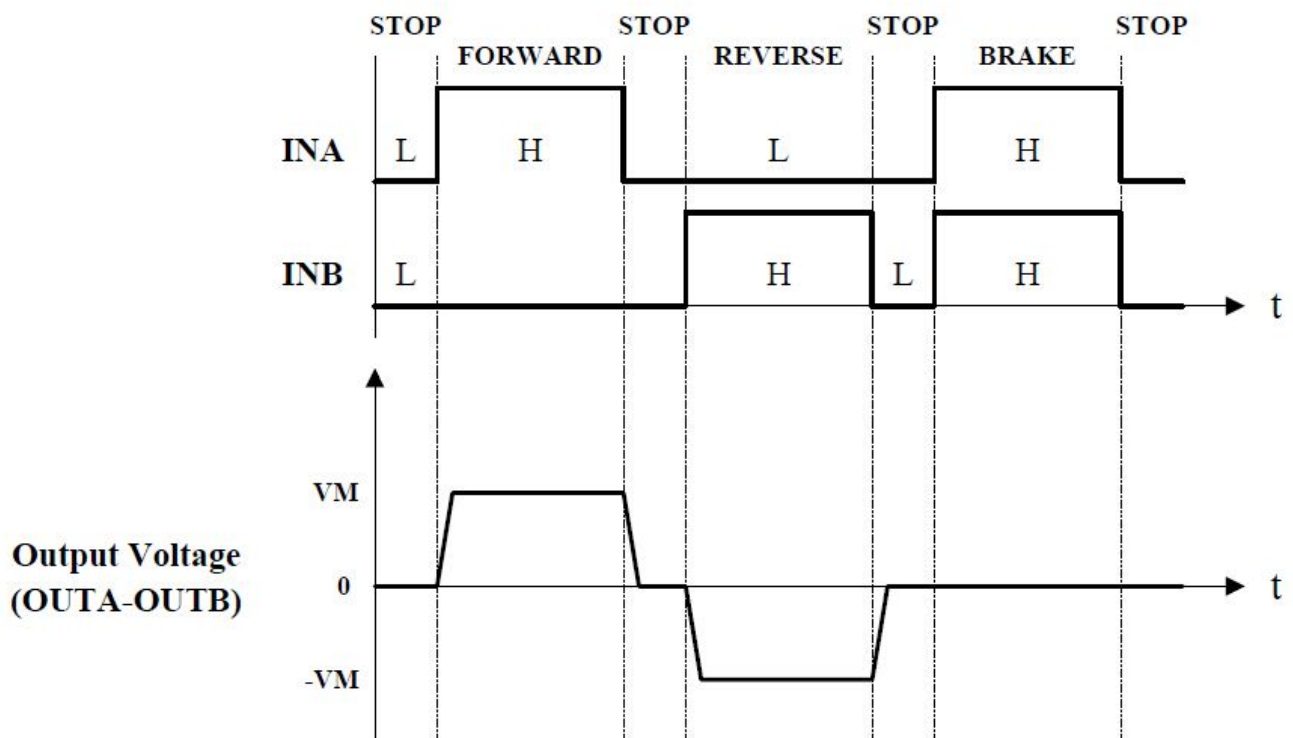 STOP STOP STOP STOP
FORWARD REVERSE BRAKE
INA L H L H
INB L H L H
t
VM
Output Voltage
(OUTA-OUTB)
0
t
-VM